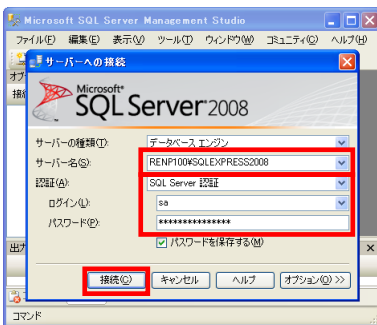 Microsoft SQL Server Management Studio
ファイル(F) 編集(E) 表示(V) ツール(T) ウィンドウ(W) コミュニティ(C) ヘルプ(H)
サーバーへの接続
Microsoft®
SQL Server® 2008
サーバーの種類(T): データベース エンジン
サーバー名(S): RENP100¥SQLEXPRESS2008
認証(A): SQL Server 認証
ログイン(L): sa
パスワード(P): ***************
パスワードを保存する(M)
接続(C) キャンセル ヘルプ オプション(O) >>
コマンド